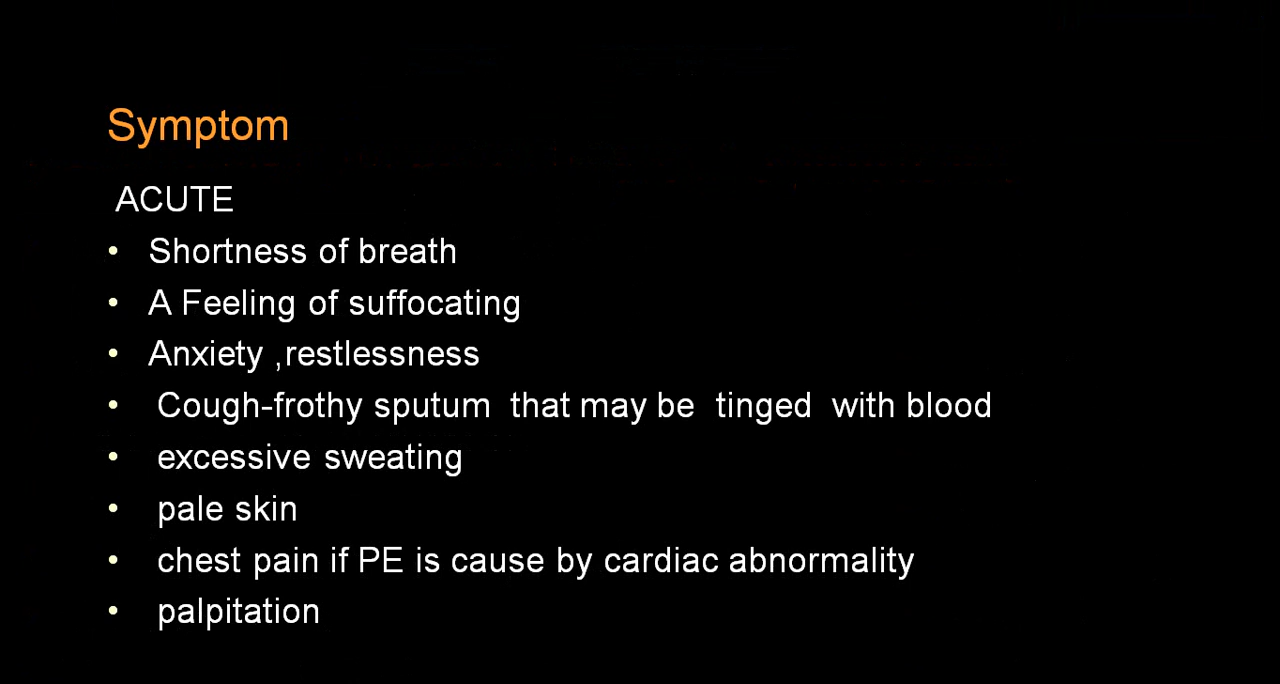 Symptom
ACUTE
• Shortness of breath
• A Feeling of suffocating
• Anxiety ,restlessness
• Cough-frothy sputum that may be tinged with blood
• excessive sweating
• pale skin
• chest pain if PE is cause by cardiac abnormality
• palpitation